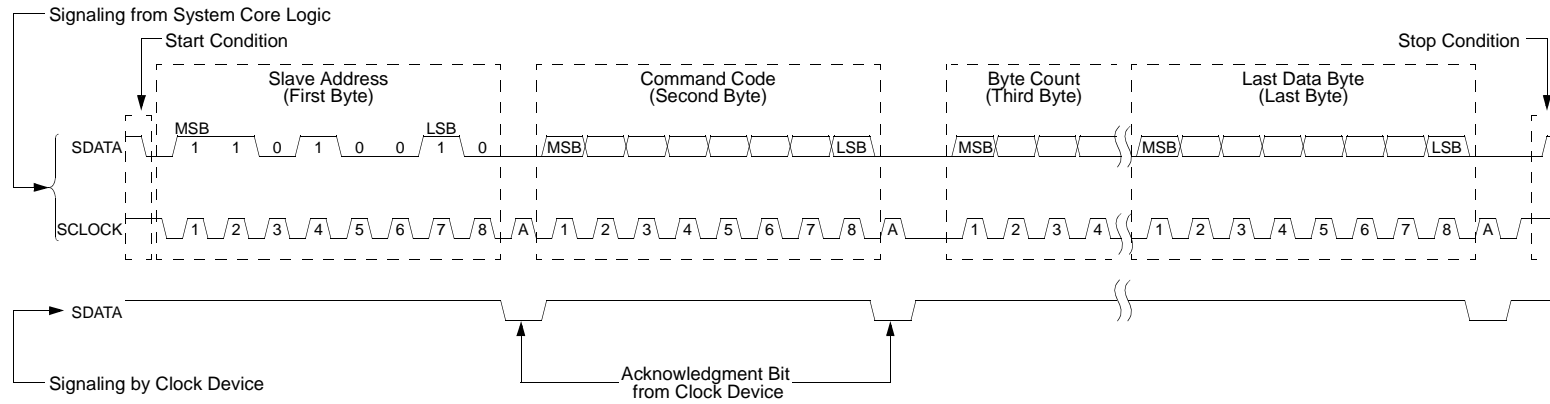 Signaling from System Core Logic
Start Condition
Stop Condition
Slave Address
(First Byte)
Command Code
(Second Byte)
Byte Count
(Third Byte)
Last Data Byte
(Last Byte)
MSB LSB
SDATA 1 1 0 1 0 0 1 0 MSB LSB MSB MSB LSB
SCLOCK 1 2 3 4 5 6 7 8 A 1 2 3 4 5 6 7 8 A 1 2 3 4 1 2 3 4 5 6 7 8 A
SDATA
Signaling by Clock Device
Acknowledgment Bit
from Clock Device